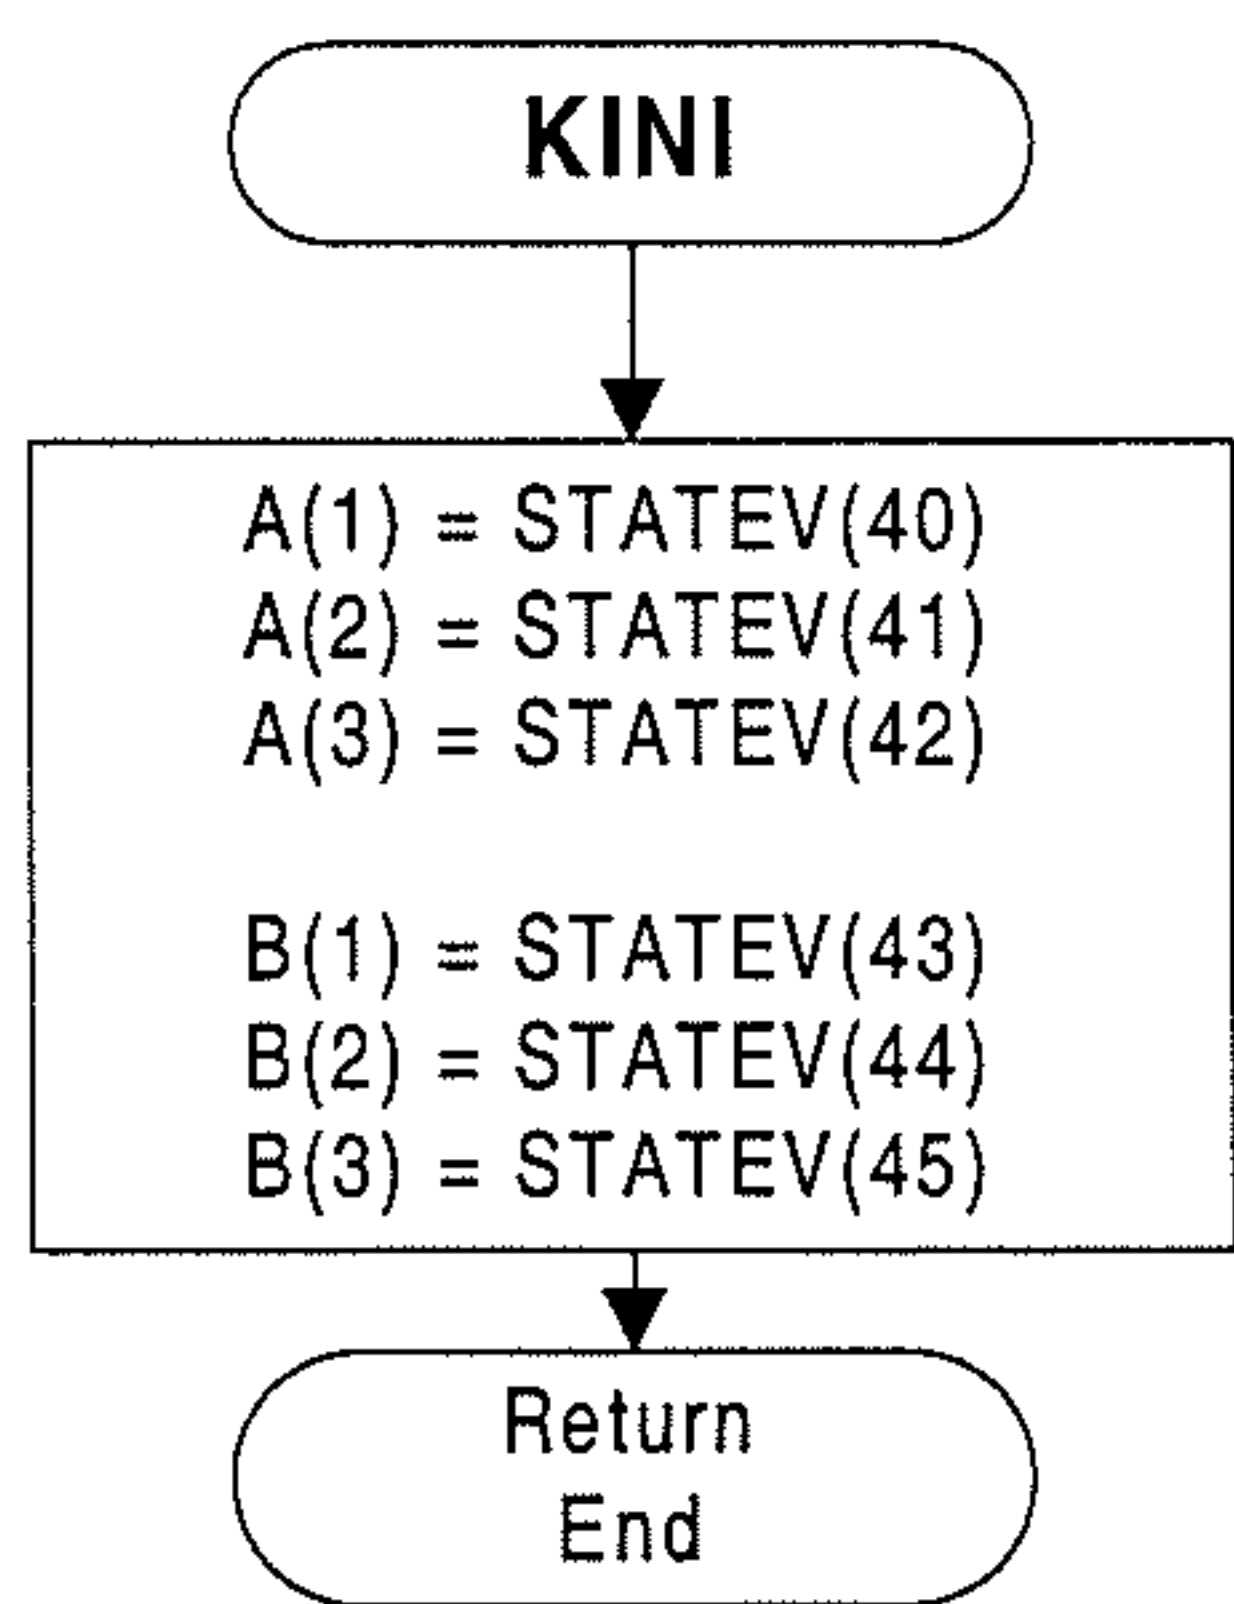 KINI
A(1) = STATEV(40)
A(2) = STATEV(41)
A(3) = STATEV(42)
B(1) = STATEV(43)
B(2) = STATEV(44)
B(3) = STATEV(45)
Return
End